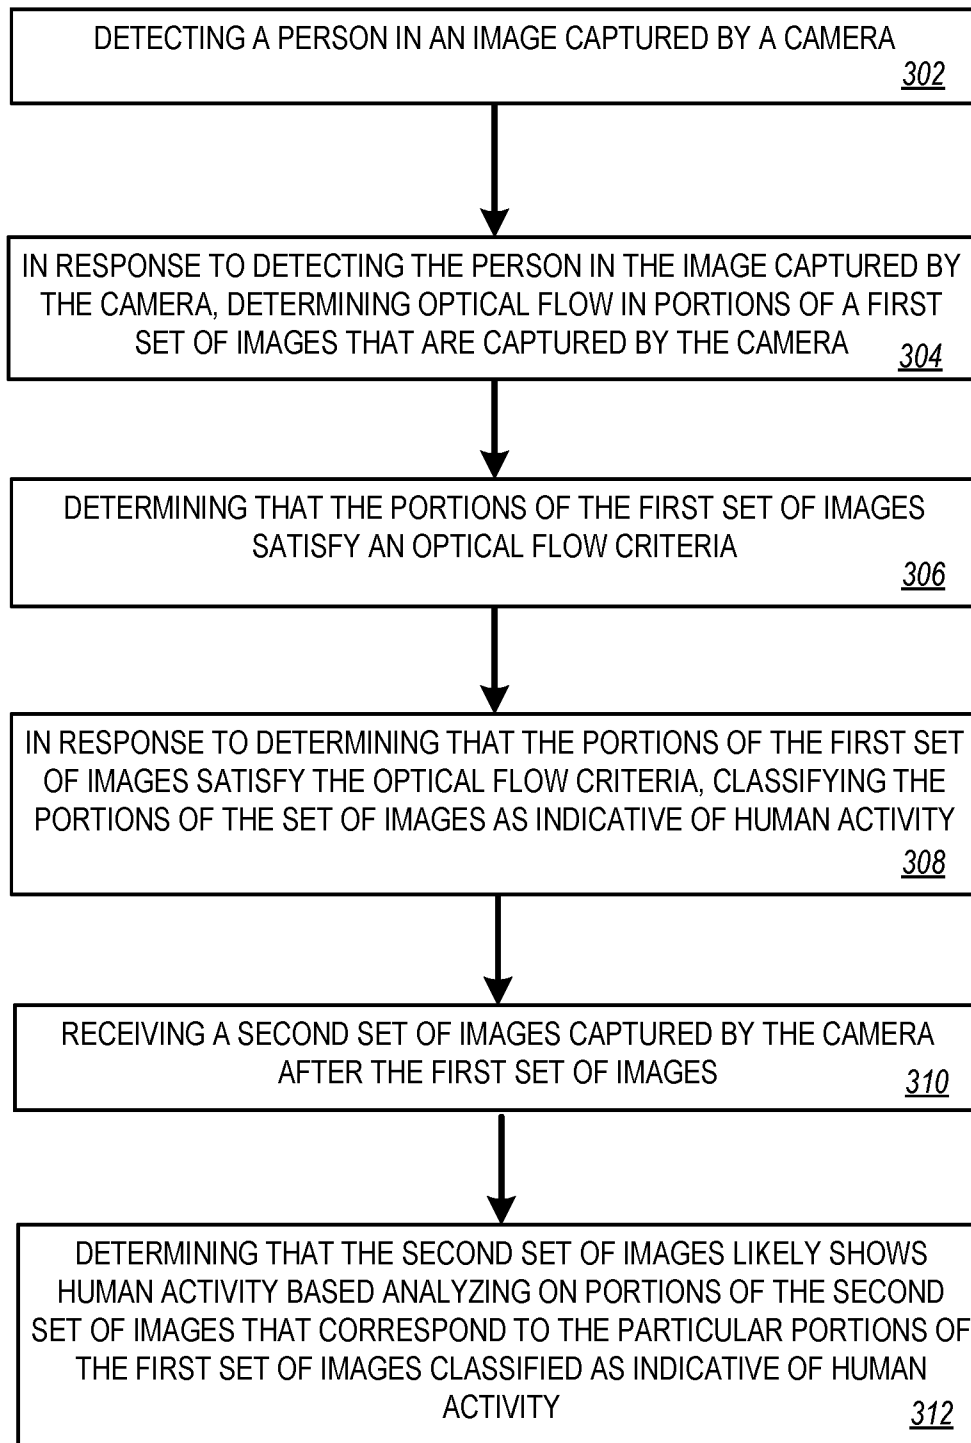 DETECTING A PERSON IN AN IMAGE CAPTURED BY A CAMERA
302
IN RESPONSE TO DETECTING THE PERSON IN THE IMAGE CAPTURED BY
THE CAMERA, DETERMINING OPTICAL FLOW IN PORTIONS OF A FIRST
SET OF IMAGES THAT ARE CAPTURED BY THE CAMERA
304
DETERMINING THAT THE PORTIONS OF THE FIRST SET OF IMAGES
SATISFY AN OPTICAL FLOW CRITERIA
306
IN RESPONSE TO DETERMINING THAT THE PORTIONS OF THE FIRST SET
OF IMAGES SATISFY THE OPTICAL FLOW CRITERIA, CLASSIFYING THE
PORTIONS OF THE SET OF IMAGES AS INDICATIVE OF HUMAN ACTIVITY
308
RECEIVING A SECOND SET OF IMAGES CAPTURED BY THE CAMERA
AFTER THE FIRST SET OF IMAGES
310
DETERMINING THAT THE SECOND SET OF IMAGES LIKELY SHOWS
HUMAN ACTIVITY BASED ANALYZING ON PORTIONS OF THE SECOND
SET OF IMAGES THAT CORRESPOND TO THE PARTICULAR PORTIONS OF
THE FIRST SET OF IMAGES CLASSIFIED AS INDICATIVE OF HUMAN
ACTIVITY
312